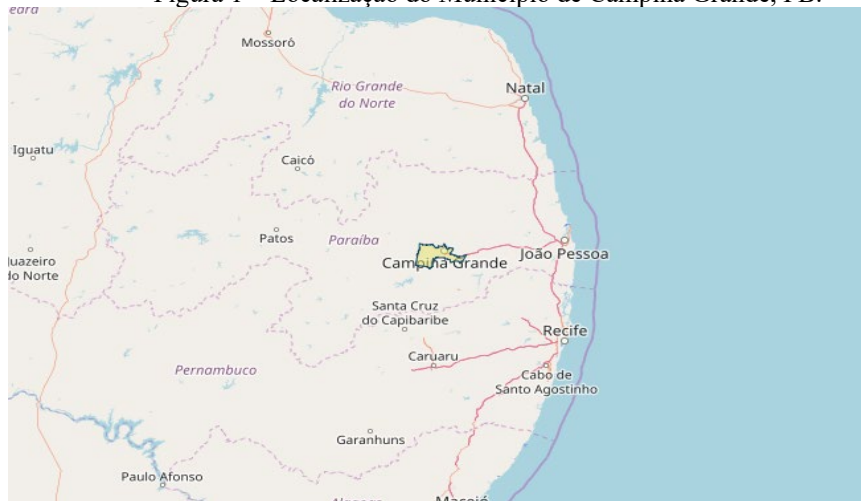 Figura 1 – Localização do Município de Campina Grande, PB.
Mossoró
Rio Grande
do Norte
Natal
Iguatu
Caicó
Patos
Paraíba
Juazeiro
do Norte
Campina Grande
João Pessoa
Santa Cruz
do Capibaribe
Recife
Caruaru
Pernambuco
Cabo de
Santo Agostinho
Garanhuns
Paulo Afonso
Maceió
Alagoas